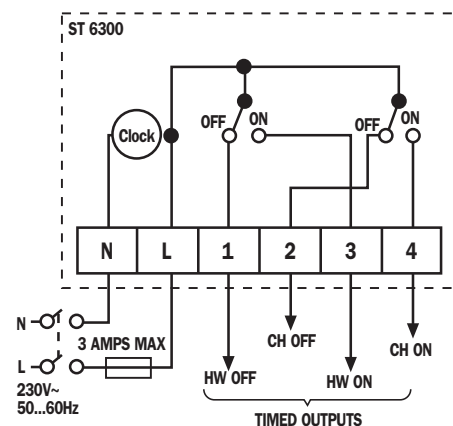 ST 6300
Clock
OFF ON
OFF ON
N L 1 2 3 4
N
3 AMPS MAX
L
230V~
50...60Hz
CH OFF
CH ON
HW OFF
HW ON
TIMED OUTPUTS